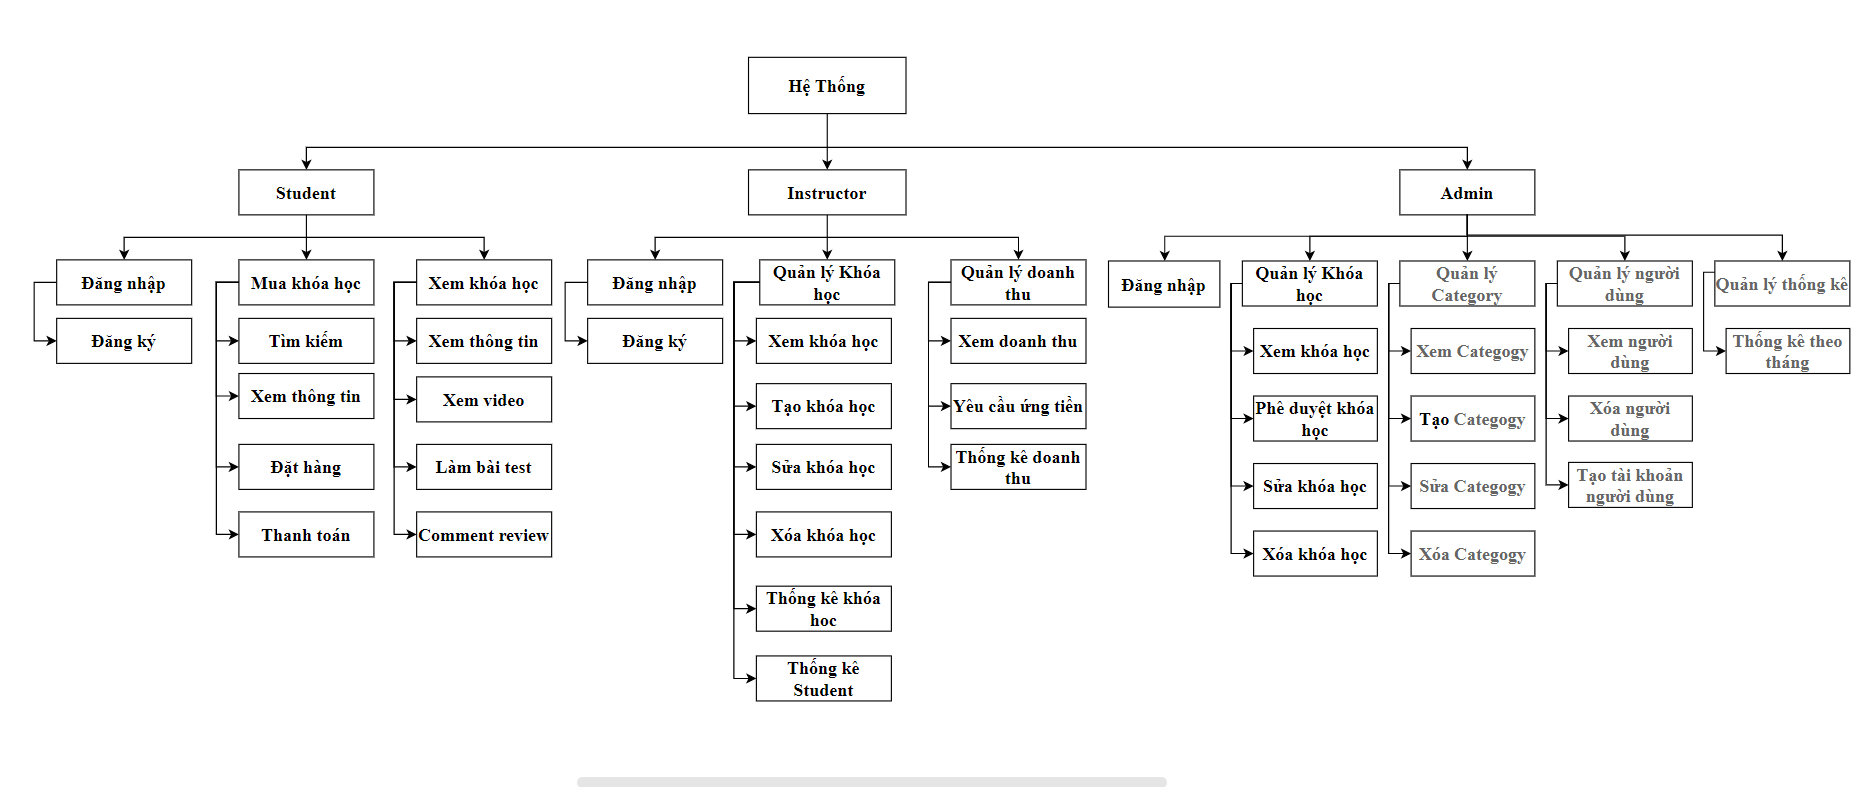 Hệ Thống
Student
Instructor
Admin
Đăng nhập
Đăng ký
Mua khóa học
Tìm kiếm
Xem thông tin
Đặt hàng
Thanh toán
Xem khóa học
Xem thông tin
Xem video
Làm bài test
Comment review
Đăng nhập
Đăng ký
Quản lý Khóa
học
Xem khóa học
Tạo khóa học
Sửa khóa học
Xóa khóa học
Thống kê khóa
hoc
Thống kê
Student
Quản lý doanh
thu
Xem doanh thu
Yêu cầu ứng tiền
Thống kê doanh
thu
Đăng nhập
Quản lý Khóa
học
Xem khóa học
Phê duyệt khóa
học
Sửa khóa học
Xóa khóa học
Quản lý
Category
Xem Categogy
Tạo Categogy
Sửa Categogy
Xóa Categogy
Quản lý người
dùng
Xem người
dùng
Xóa người
dùng
Tạo tài khoản
người dùng
Quản lý thống kê
Thống kê theo
tháng